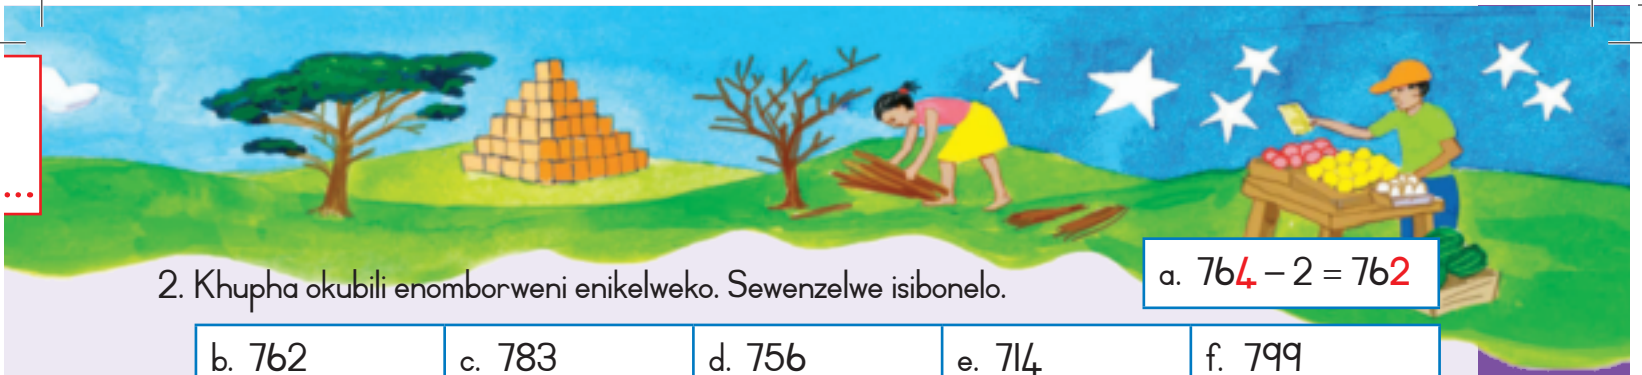 ...
2. Khupha okubili enomborweni enikelweko. Sewenzelwe isibonelo.
a. 764 – 2 = 762
b. 762 c. 783 d. 756 e. 714 f. 799